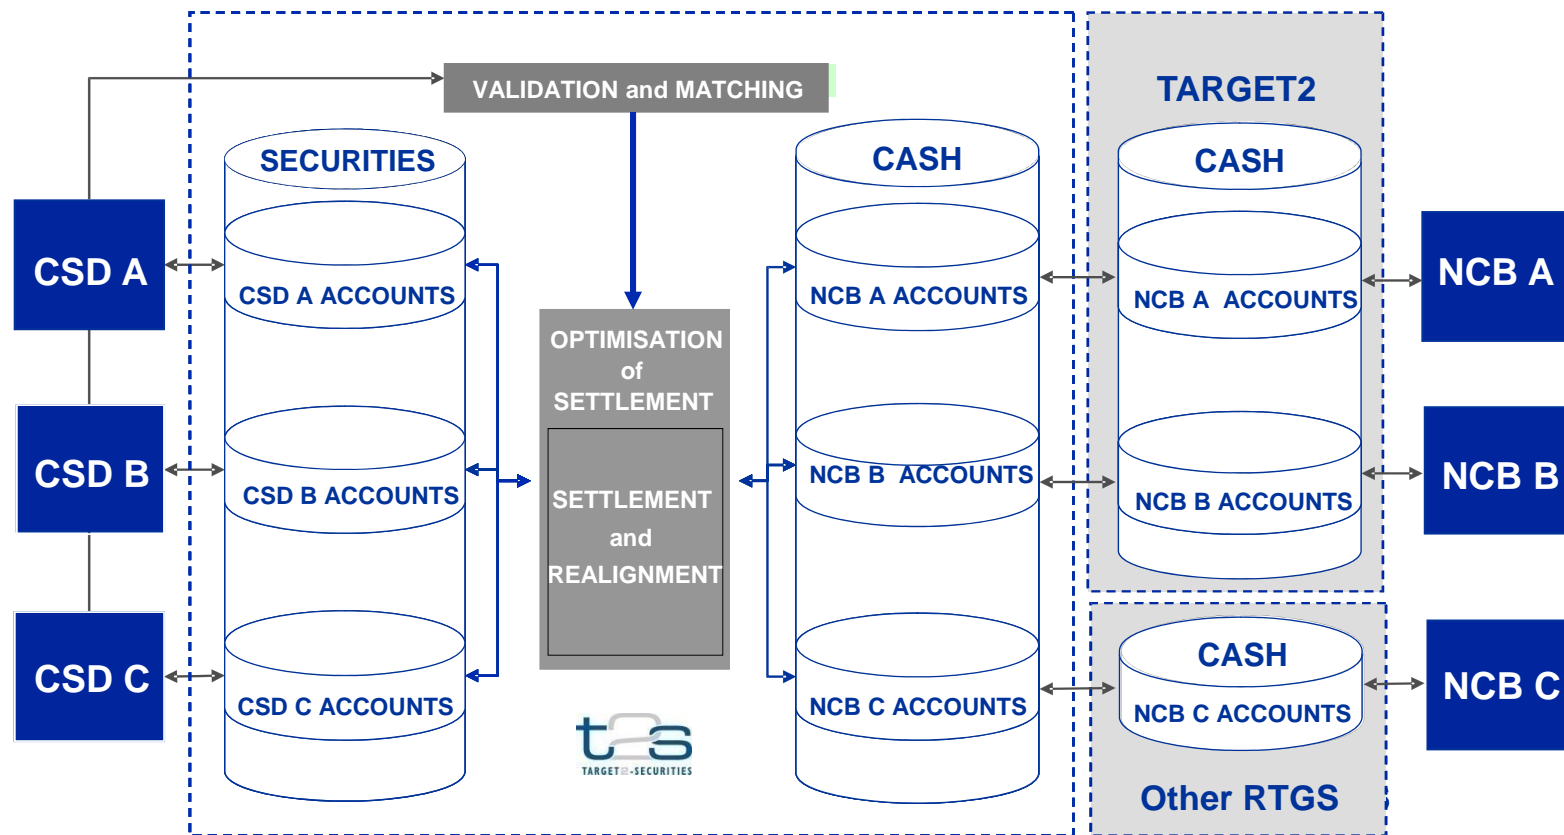 VALIDATION and MATCHING
TARGET2
SECURITIES
CASH
CASH
CSD A
CSD A ACCOUNTS
NCB A ACCOUNTS
NCB A ACCOUNTS
NCB A
OPTIMISATION
of
SETTLEMENT
CSD B
CSD B ACCOUNTS
SETTLEMENT
and
REALIGNMENT
NCB B ACCOUNTS
NCB B ACCOUNTS
NCB B
CSD C
CSD C ACCOUNTS
NCB C ACCOUNTS
CASH
NCB C ACCOUNTS
NCB C
t2s
TARGET2-SECURITIES
Other RTGS